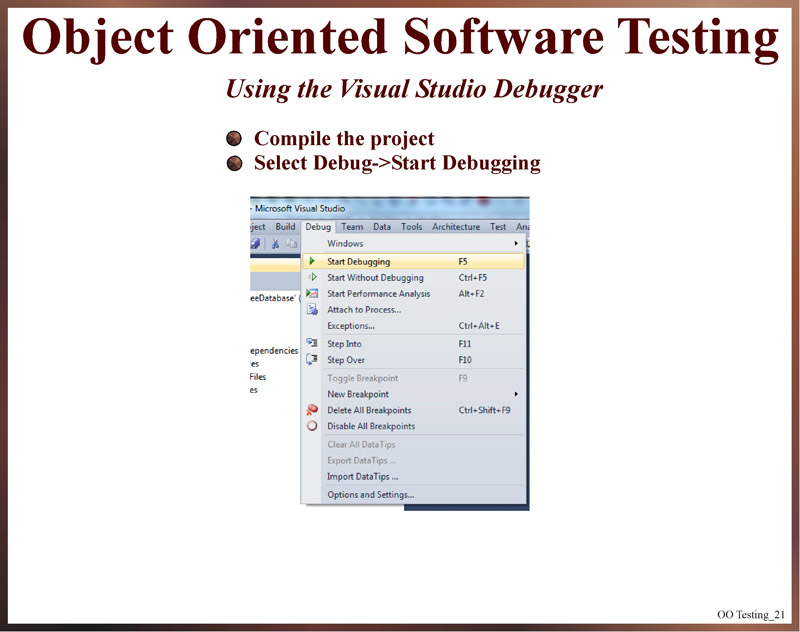 Object Oriented Software Testing
Using the Visual Studio Debugger
Compile the project
Select Debug->Start Debugging
- Microsoft Visual Studio
ject Build Debug Team Data Tools Architecture Test Ana
Windows
Start Debugging F5
Start Without Debugging Ctrl+F5
Start Performance Analysis Alt+F2
eeDatabase' (
Attach to Process...
Exceptions... Ctrl+Alt+E
Step Into F11
ependencies
Step Over F10
es
Files
Toggle Breakpoint F9
es
New Breakpoint
Delete All Breakpoints Ctrl+Shift+F9
Disable All Breakpoints
Clear All DataTips
Export DataTips ...
Import DataTips ...
Options and Settings...
OO Testing_21